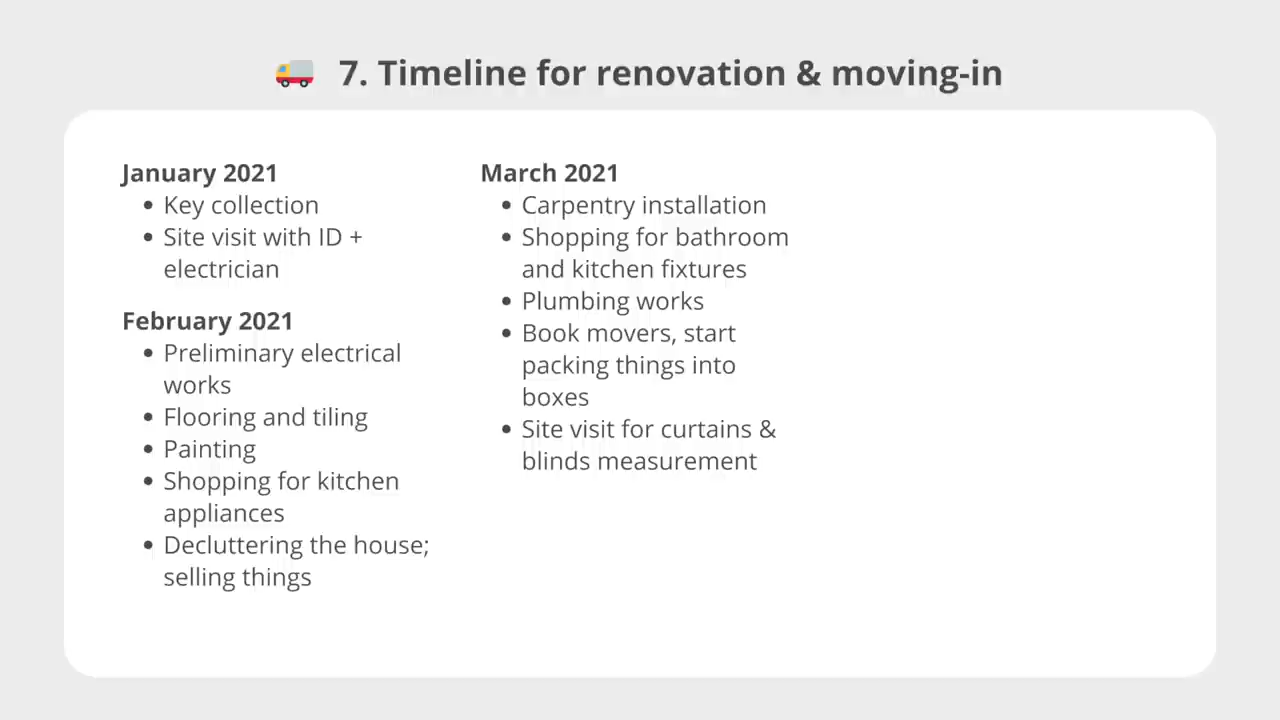 7. Timeline for renovation & moving-in
January 2021
• Key collection
• Site visit with ID +
electrician
February 2021
• Preliminary electrical
works
• Flooring and tiling
• Painting
• Shopping for kitchen
appliances
• Decluttering the house;
selling things
March 2021
• Carpentry installation
• Shopping for bathroom
and kitchen fixtures
• Plumbing works
• Book movers, start
packing things into
boxes
• Site visit for curtains &
blinds measurement